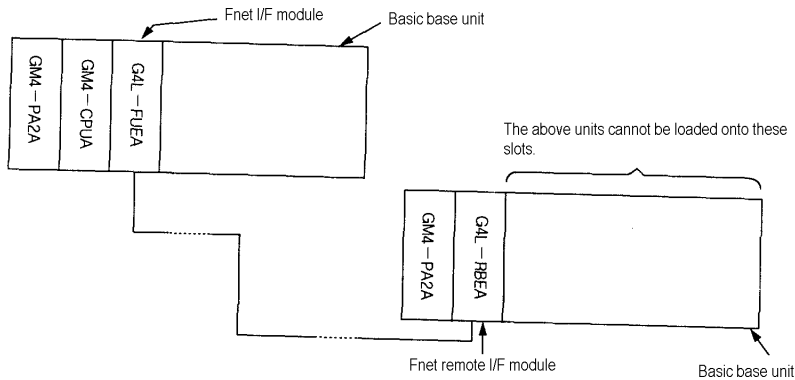 Fnet I/F module
Basic base unit
GM4-PA2A
GM4-CPUA
G4L-FUEA
The above units cannot be loaded onto these
slots.
GM4-PA2A
G4L-RBEA
Fnet remote I/F module
Basic base unit